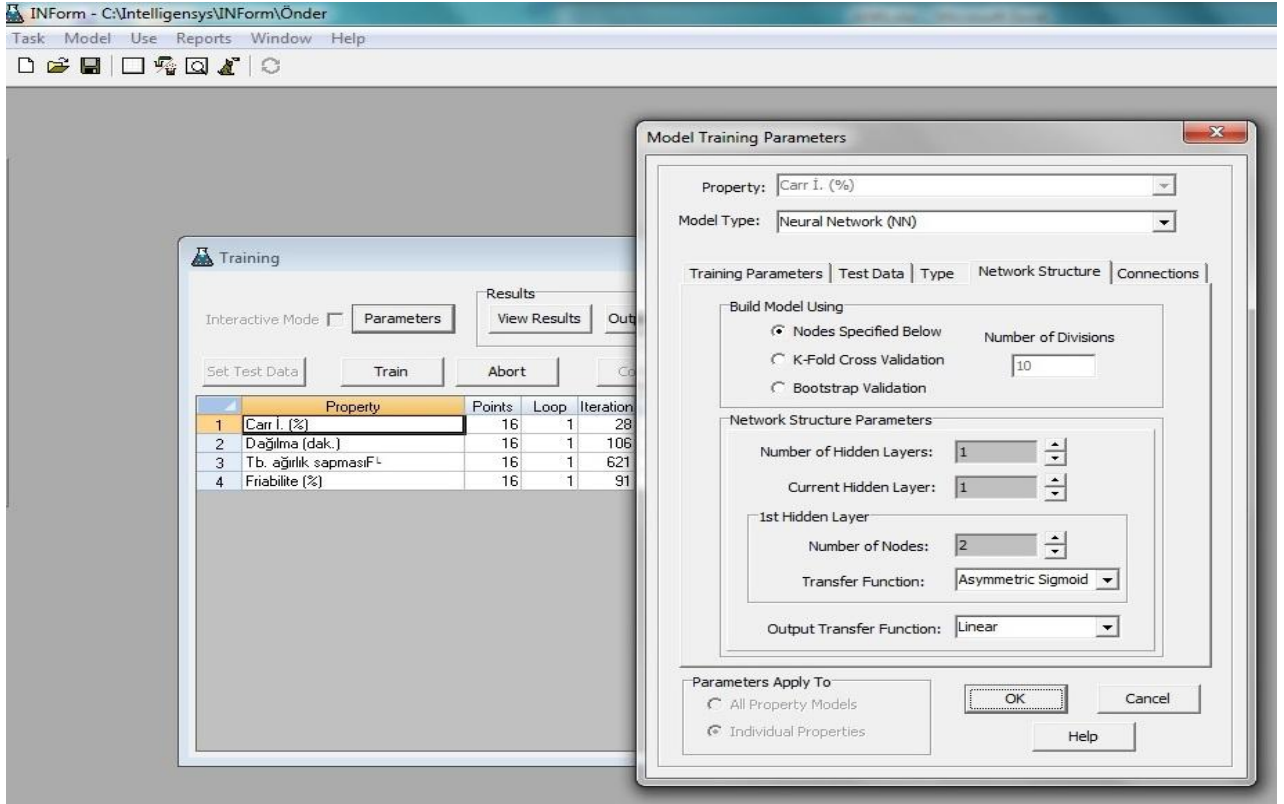 INForm - C:\Intelligensys\INForm\Önder
Task Model Use Reports Window Help
Training
Interactive Mode Parameters
Results
View Results
Set Test Data Train Abort
Property Points Loop Iteration
1 Carr İ. (%) 16 1 28
2 Dağılma (dak.) 16 1 106
3 Tb. ağırlık sapmasıF 16 1 621
4 Friabilite (%) 16 1 91
Model Training Parameters
Property: Carr İ. (%)
Model Type: Neural Network (NN)
Training Parameters Test Data Type Network Structure Connections
Build Model Using
Nodes Specified Below
K-Fold Cross Validation
Bootstrap Validation
Number of Divisions
10
Network Structure Parameters
Number of Hidden Layers: 1
Current Hidden Layer: 1
1st Hidden Layer
Number of Nodes: 2
Transfer Function: Asymmetric Sigmoid
Output Transfer Function: Linear
Parameters Apply To
All Property Models
Individual Properties
OK Cancel
Help